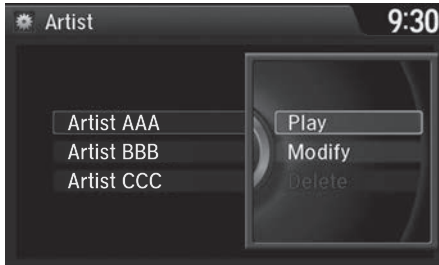 Artist
9:30
Artist AAA
Artist BBB
Artist CCC
Play
Modify
Delete